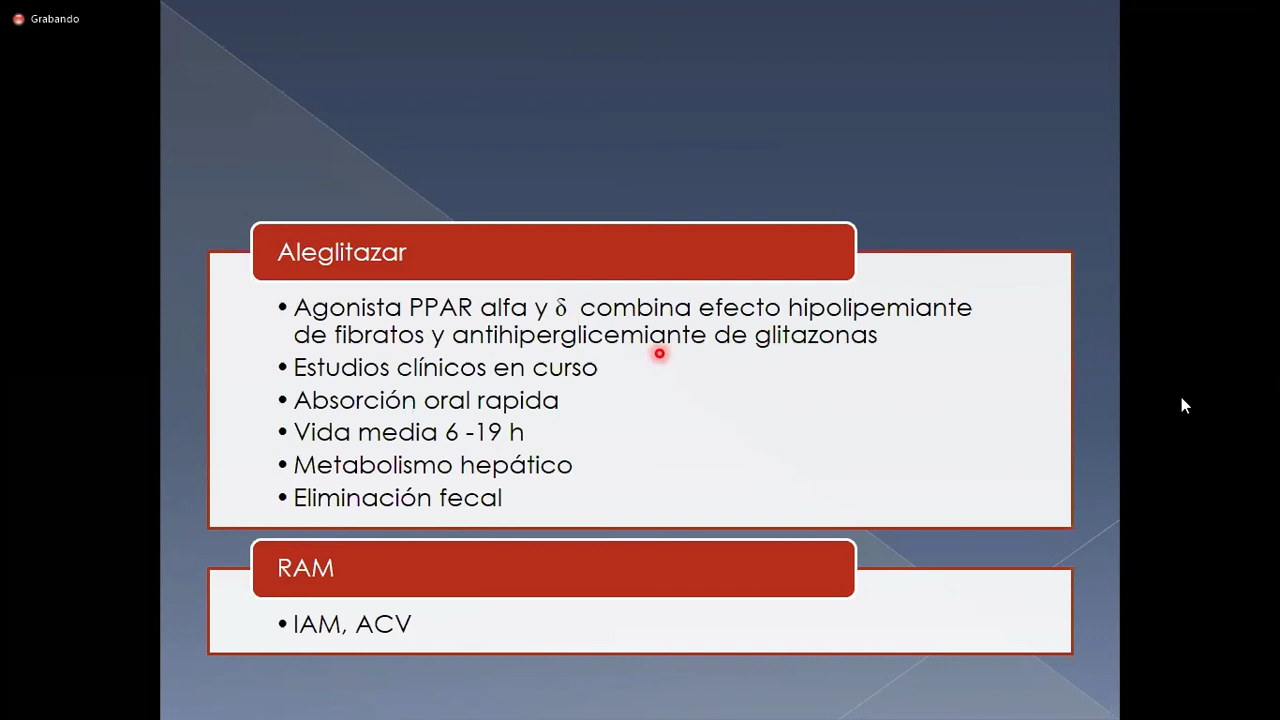 Grabando
Aleglitazar
• Agonista PPAR alfa y δ combina efecto hipolipemiante
de fibratos y antihiperglicemiante de glitazonas
• Estudios clínicos en curso
• Absorción oral rapida
• Vida media 6 -19 h
• Metabolismo hepático
• Eliminación fecal
RAM
• IAM, ACV